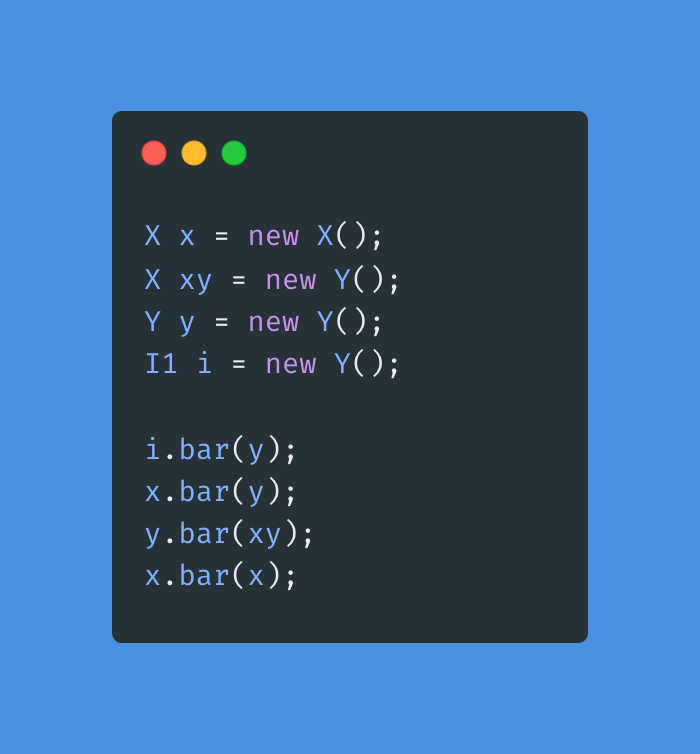 X x = new X();
X xy = new Y();
Y y = new Y();
I1 i = new Y();
i.bar(y);
x.bar(y);
y.bar(xy);
x.bar(x);